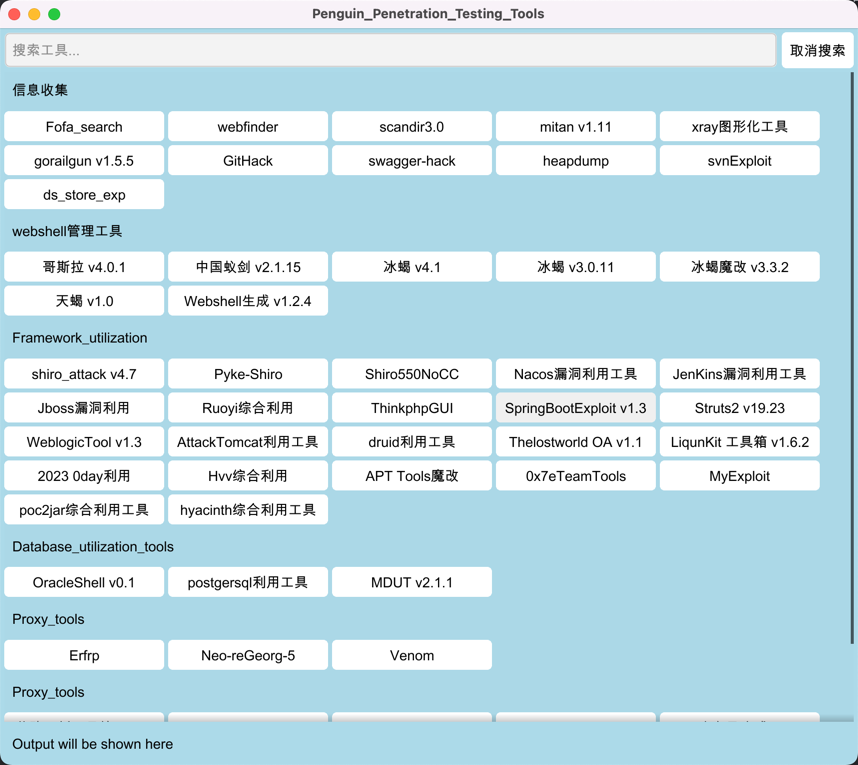 Penguin_Penetration_Testing_Tools
搜索工具... 取消搜索
信息收集
Fofa_search webfinder scandir3.0 mitan v1.11 xray图形化工具
gorailgun v1.5.5 GitHack swagger-hack heapdump svnExploit
ds_store_exp
webshell管理工具
哥斯拉 v4.0.1 中国蚁剑 v2.1.15 冰蝎 v4.1 冰蝎 v3.0.11 冰蝎魔改 v3.3.2
天蝎 v1.0 Webshell生成 v1.2.4
Framework_utilization
shiro_attack v4.7 Pyke-Shiro Shiro550NoCC Nacos漏洞利用工具 JenKins漏洞利用工具
Jboss漏洞利用 Ruoyi综合利用 ThinkphpGUI SpringBootExploit v1.3 Struts2 v19.23
WeblogicTool v1.3 AttackTomcat利用工具 druid利用工具 Thelostworld OA v1.1 LiqunKit 工具箱 v1.6.2
2023 0day利用 Hvv综合利用 APT Tools魔改 0x7eTeamTools MyExploit
poc2jar综合利用工具 hyacinth综合利用工具
Database_utilization_tools
OracleShell v0.1 postgersql利用工具 MDUT v2.1.1
Proxy_tools
Erfrp Neo-reGeorg-5 Venom
Proxy_tools
Output will be shown here